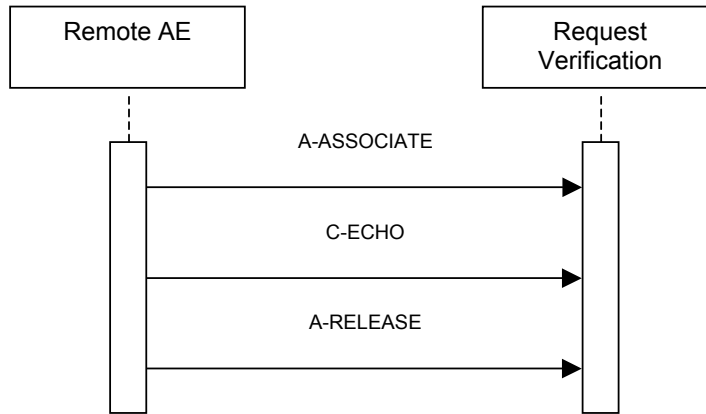 Remote AE
Request
Verification
A-ASSOCIATE
C-ECHO
A-RELEASE